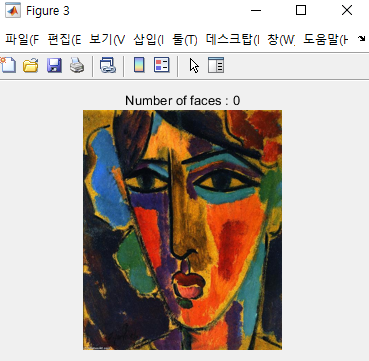 Figure 3
파일(F 편집(E 보기(V 삽입(I 툴(T) 데스크탑(I 창(W 도움말(H
Number of faces : 0